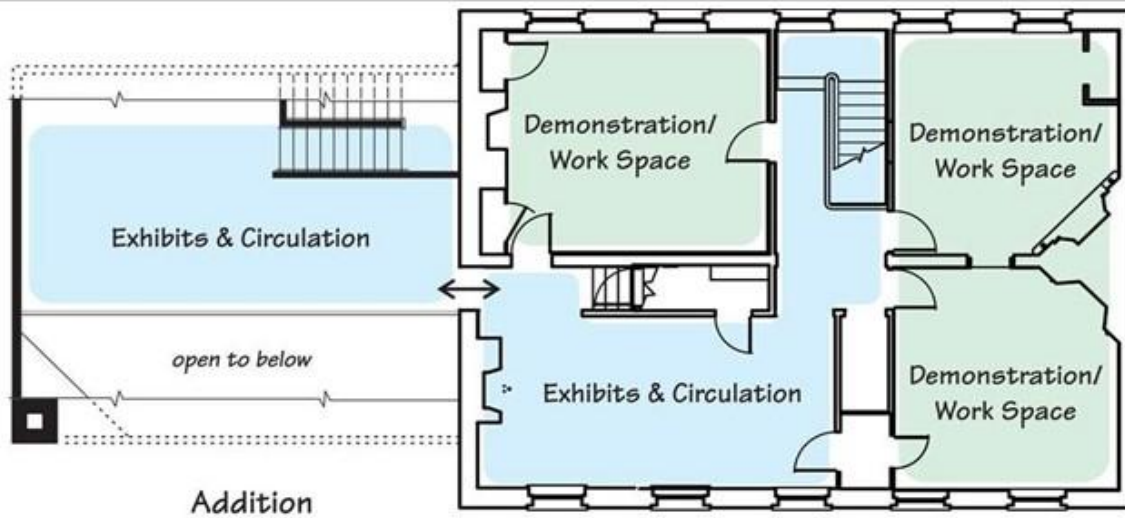 Demonstration/
Work Space
Demonstration/
Work Space
Exhibits & Circulation
open to below
Exhibits & Circulation
Demonstration/
Work Space
Addition